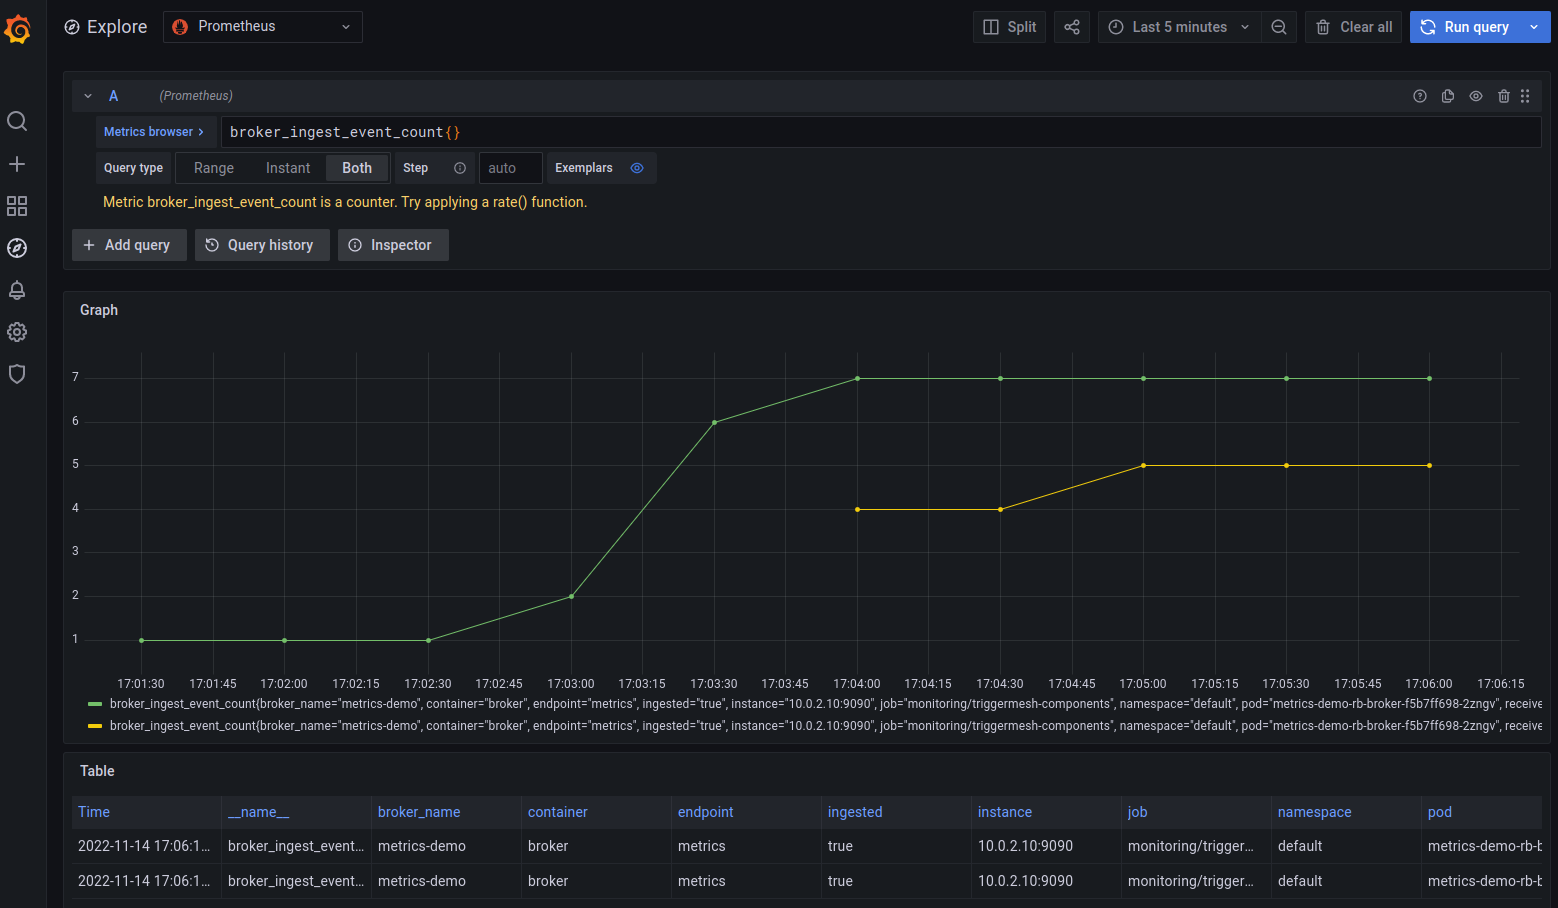 Explore Prometheus Split Last 5 minutes Clear all Run query
A (Prometheus)
Metrics browser > broker_ingest_event_count{}
Query type Range Instant Both Step auto Exemplars
Metric broker_ingest_event_count is a counter. Try applying a rate() function.
+ Add query Query history Inspector
Graph
7
6
5
4
3
2
1
17:01:30 17:01:45 17:02:00 17:02:15 17:02:30 17:02:45 17:03:00 17:03:15 17:03:30 17:03:45 17:04:00 17:04:15 17:04:30 17:04:45 17:05:00 17:05:15 17:05:30 17:05:45 17:06:00 17:06:15
broker_ingest_event_count{broker_name="metrics-demo", container="broker", endpoint="metrics", ingested="true", instance="10.0.2.10:9090", job="monitoring/triggermesh-components", namespace="default", pod="metrics-demo-rb-broker-f5b7ff698-2zngv", receive
broker_ingest_event_count{broker_name="metrics-demo", container="broker", endpoint="metrics", ingested="true", instance="10.0.2.10:9090", job="monitoring/triggermesh-components", namespace="default", pod="metrics-demo-rb-broker-f5b7ff698-2zngv", receive
Table
Time __name__ broker_name container endpoint ingested instance job namespace pod
2022-11-14 17:06:1... broker_ingest_event... metrics-demo broker metrics true 10.0.2.10:9090 monitoring/trigger... default metrics-demo-rb-b
2022-11-14 17:06:1... broker_ingest_event... metrics-demo broker metrics true 10.0.2.10:9090 monitoring/trigger... default metrics-demo-rb-b